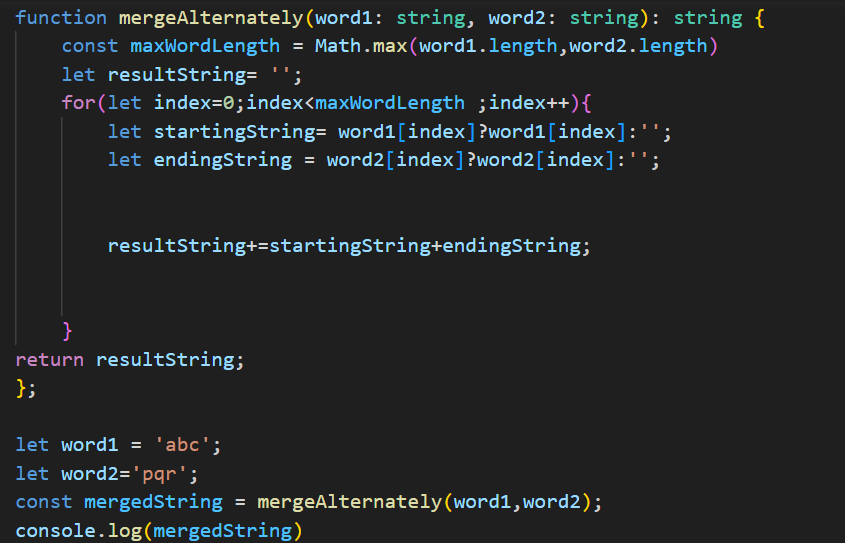 function mergeAlternately(word1: string, word2: string): string {
    const maxWordLength = Math.max(word1.length,word2.length)
    let resultString= '';
    for(let index=0;index<maxWordLength ;index++){
        let startingString= word1[index]?word1[index]:'';
        let endingString = word2[index]?word2[index]:'';
        resultString+=startingString+endingString;
    }
return resultString;
};
let word1 = 'abc';
let word2='pqr';
const mergedString = mergeAlternately(word1,word2);
console.log(mergedString)